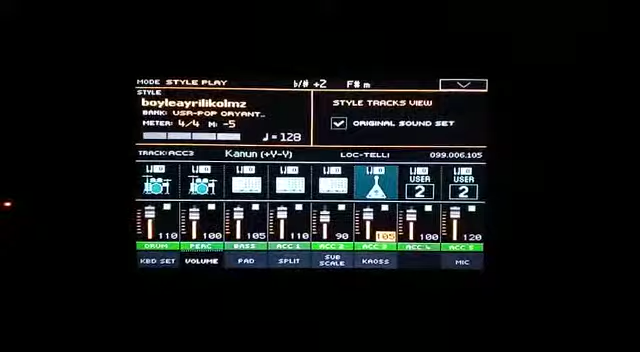 MODE STYLE PLAY
b/# +2 F# m
STYLE
boyleayrilikolmz
BANK: USR-POP ORYANT..
METER: 4/4 M: -5
♩= 128
STYLE TRACKS VIEW
ORIGINAL SOUND SET
TRACK: ACC3 Kanun (+Y-Y) LOC-TELLI 099.006.105
USER 2 USER 2
110 100 105 110 90 105 100 120
DRUM PERC BASS ACC 1 ACC 2 ACC 3 ACC 4 ACC 5
KBD SET VOLUME PAD SPLIT SUB SCALE KAOSS MIC